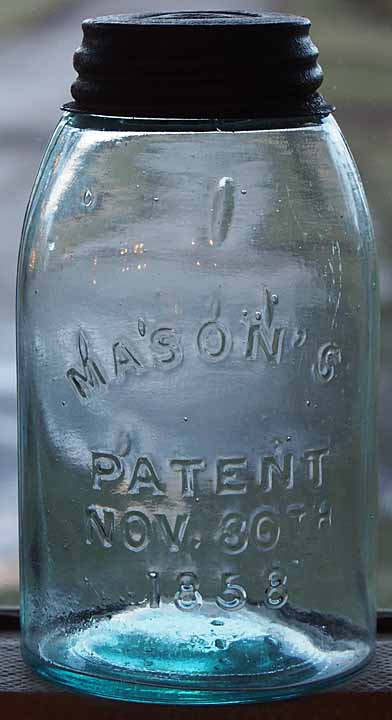 MASON'S
PATENT
NOV. 30TH
1858